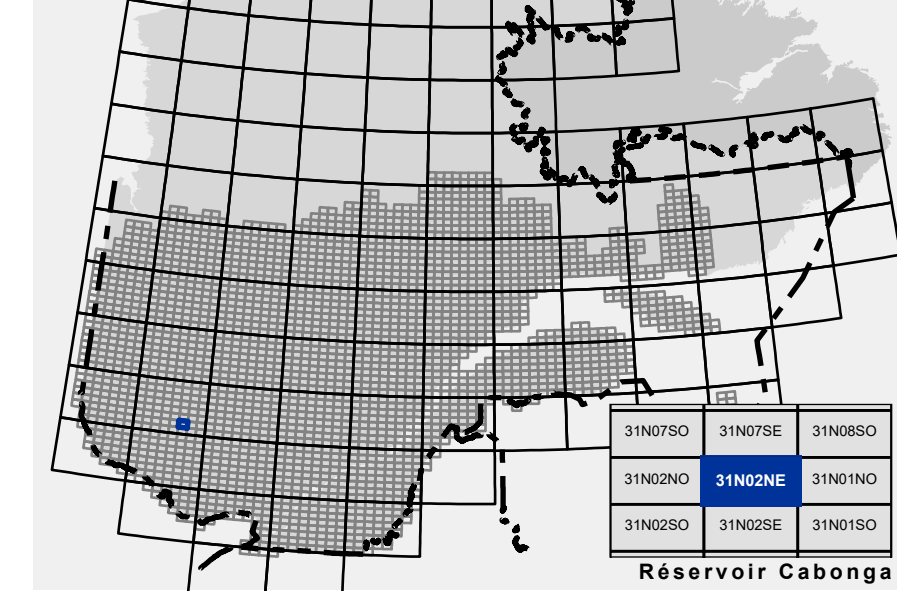 31N07SO 31N07SE 31N08SO
31N02NO 31N02NE 31N01NO
31N02SO 31N02SE 31N01SO
Réservoir Cabonga